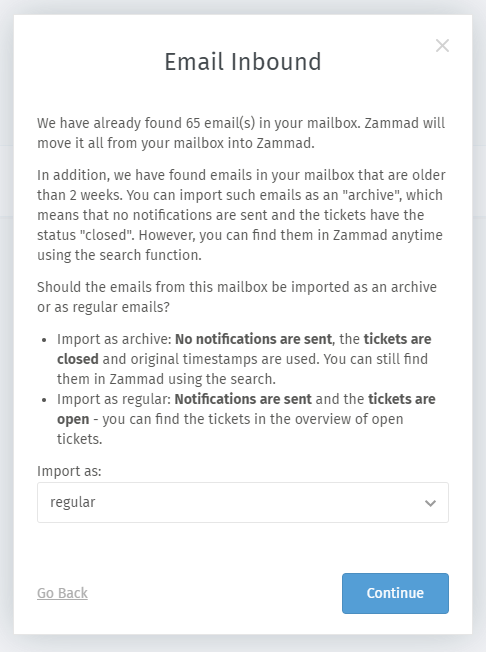 Email Inbound
We have already found 65 email(s) in your mailbox. Zammad will
move it all from your mailbox into Zammad.
In addition, we have found emails in your mailbox that are older
than 2 weeks. You can import such emails as an "archive", which
means that no notifications are sent and the tickets have the
status "closed". However, you can find them in Zammad anytime
using the search function.
Should the emails from this mailbox be imported as an archive
or as regular emails?
• Import as archive: No notifications are sent, the tickets are
closed and original timestamps are used. You can still find
them in Zammad using the search.
• Import as regular: Notifications are sent and the tickets are
open - you can find the tickets in the overview of open
tickets.
Import as:
regular
Go Back
Continue